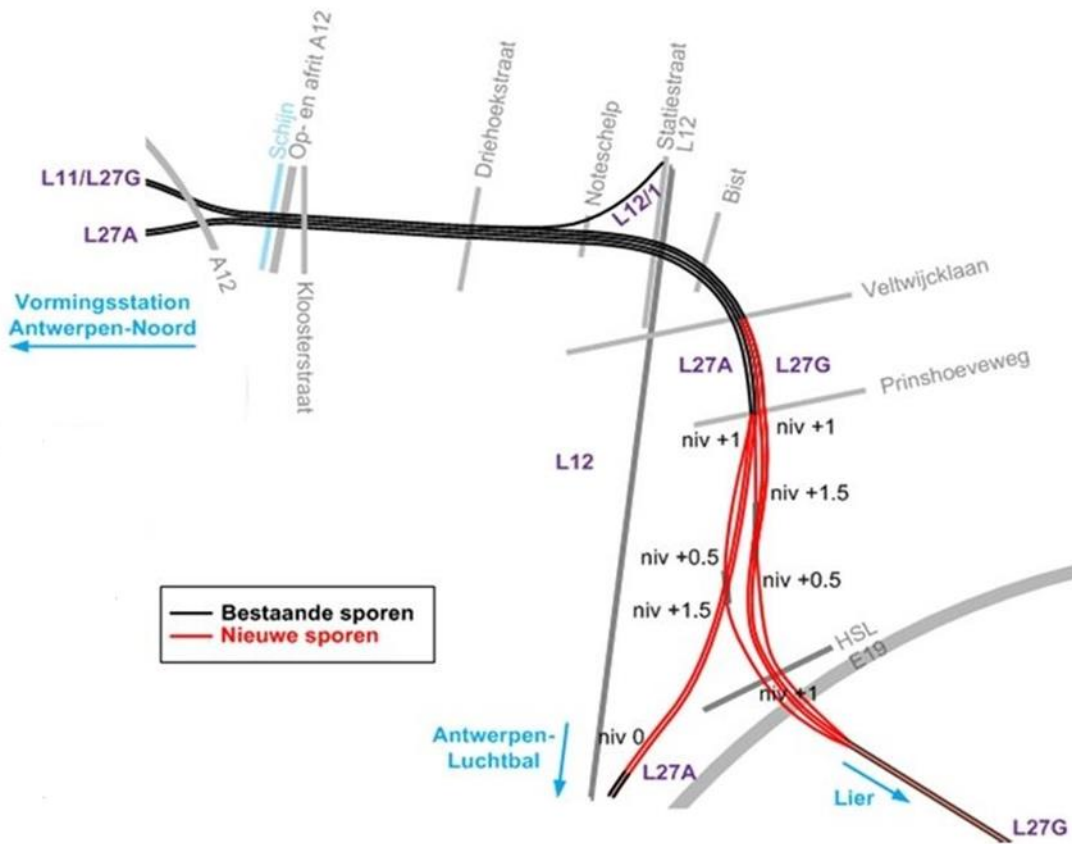 Schijn
Op- en afrit A12
Driehoekstraat
Noteschelp
Statiestraat
L12
Bist
L11/L27G
L27A
A12
Kloosterstraat
L12/1
Veltwijcklaan
Vormingsstation
Antwerpen-Noord
L27A
L27G
Prinshoeveweg
niv +1
niv +1
L12
niv +1.5
niv +0.5
niv +0.5
niv +1.5
Bestaande sporen
Nieuwe sporen
HSL
E19
niv +1
Antwerpen-
Luchtbal
niv 0
L27A
Lier
L27G